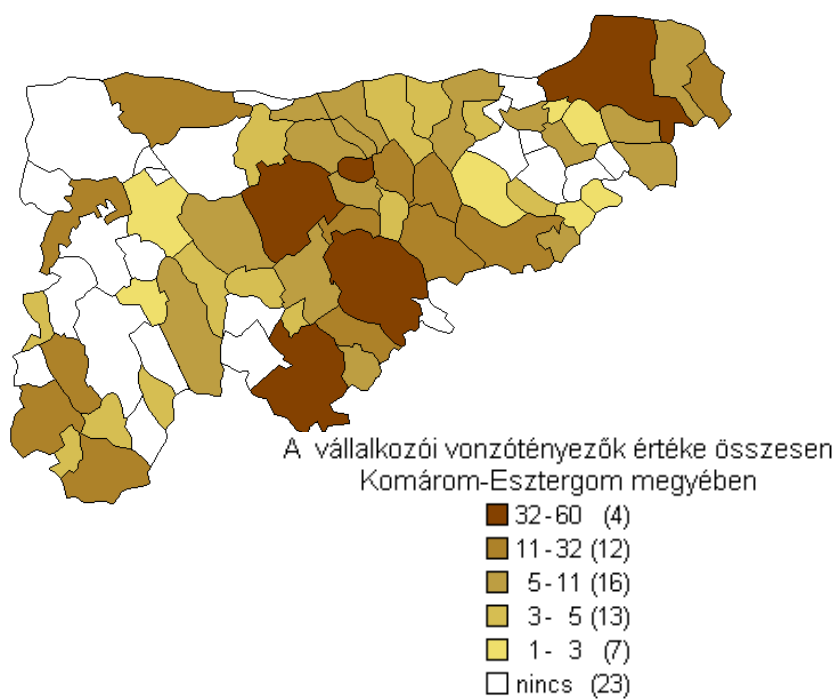 A vállalkozói vonzótényezők értéke összesen
Komárom-Esztergom megyében
32-60 (4)
11-32 (12)
5-11 (16)
3- 5 (13)
1- 3 (7)
nincs (23)